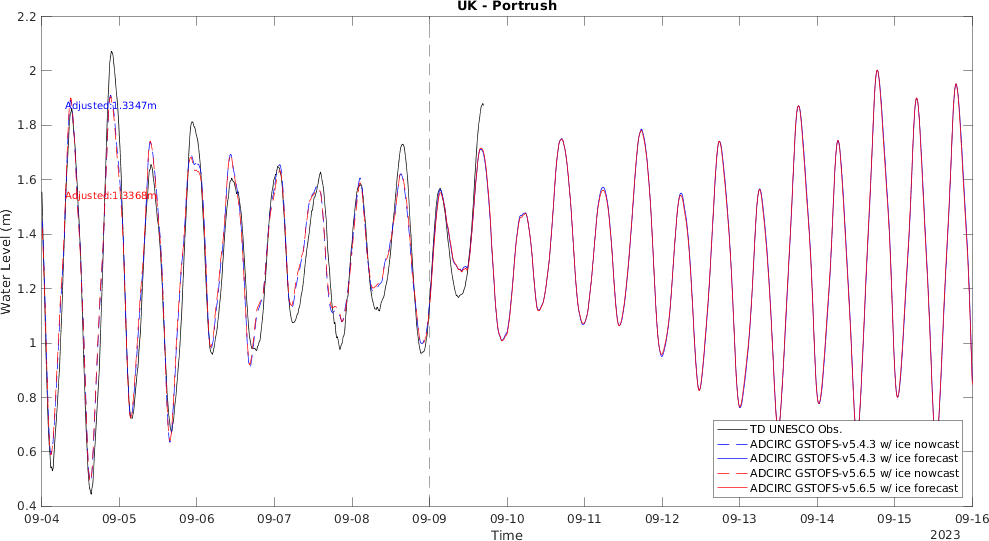 UK - Portrush
2.2
2
1.8
1.6
1.4
1.2
1
0.8
0.6
0.4
Water Level (m)
Adjusted:1.3347m
Adjusted:1.3368m
TD UNESCO Obs.
ADCIRC GSTOFS-v5.4.3 w/ ice nowcast
ADCIRC GSTOFS-v5.4.3 w/ ice forecast
ADCIRC GSTOFS-v5.6.5 w/ ice nowcast
ADCIRC GSTOFS-v5.6.5 w/ ice forecast
09-04 09-05 09-06 09-07 09-08 09-09 09-10 09-11 09-12 09-13 09-14 09-15 09-16
Time
2023